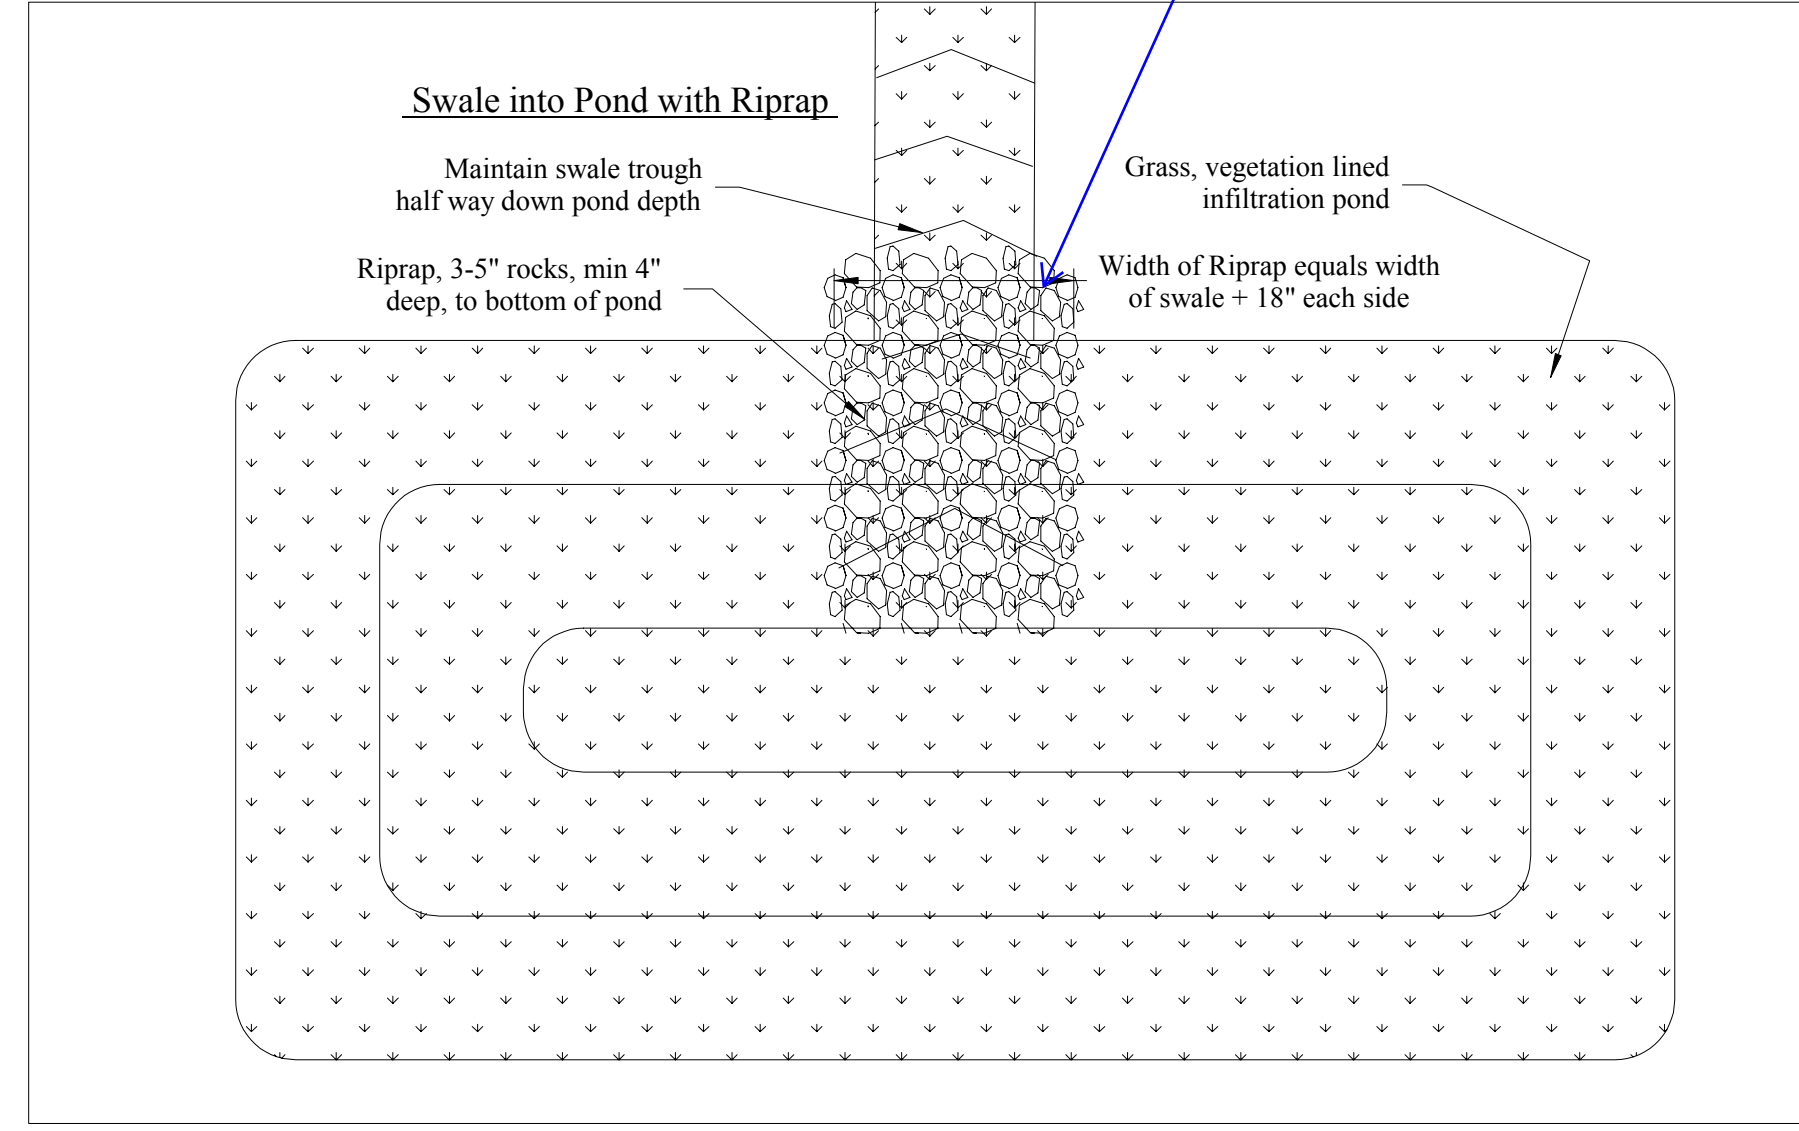 Swale into Pond with Riprap
Maintain swale trough
half way down pond depth
Grass, vegetation lined
infiltration pond
Riprap, 3-5" rocks, min 4"
deep, to bottom of pond
Width of Riprap equals width
of swale + 18" each side